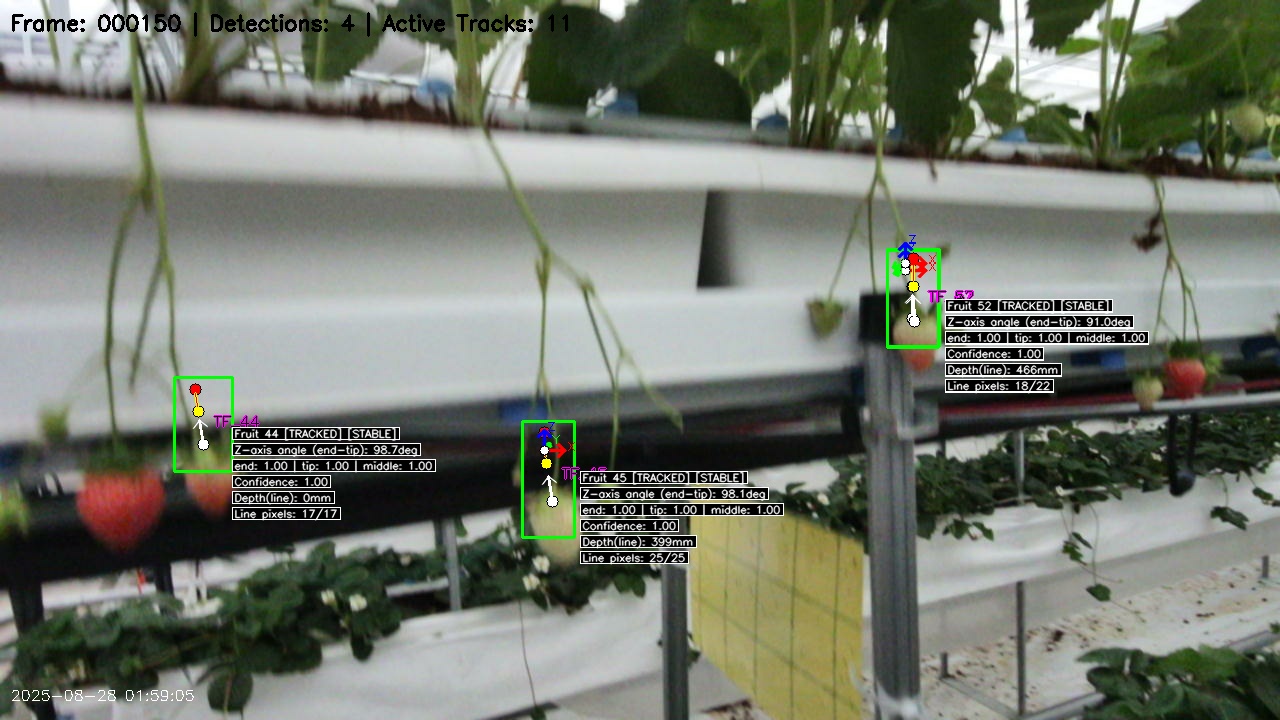 Frame: 000150 | Detections: 4 | Active Tracks: 11
Z
X
TF_52
Fruit 52 [TRACKED] [STABLE]
Z-axis angle (end-tip): 91.0deg
end: 1.00 | tip: 1.00 | middle: 1.00
Confidence: 1.00
Depth(line): 466mm
Line pixels: 18/22
TF_44
Fruit 44 [TRACKED] [STABLE]
Z-axis angle (end-tip): 98.7deg
end: 1.00 | tip: 1.00 | middle: 1.00
Confidence: 1.00
Depth(line): 0mm
Line pixels: 17/17
Z
Y
X
Fruit 45 [TRACKED] [STABLE]
Z-axis angle (end-tip): 98.1deg
end: 1.00 | tip: 1.00 | middle: 1.00
Confidence: 1.00
Depth(line): 399mm
Line pixels: 25/25
2025-08-28 01:59:05